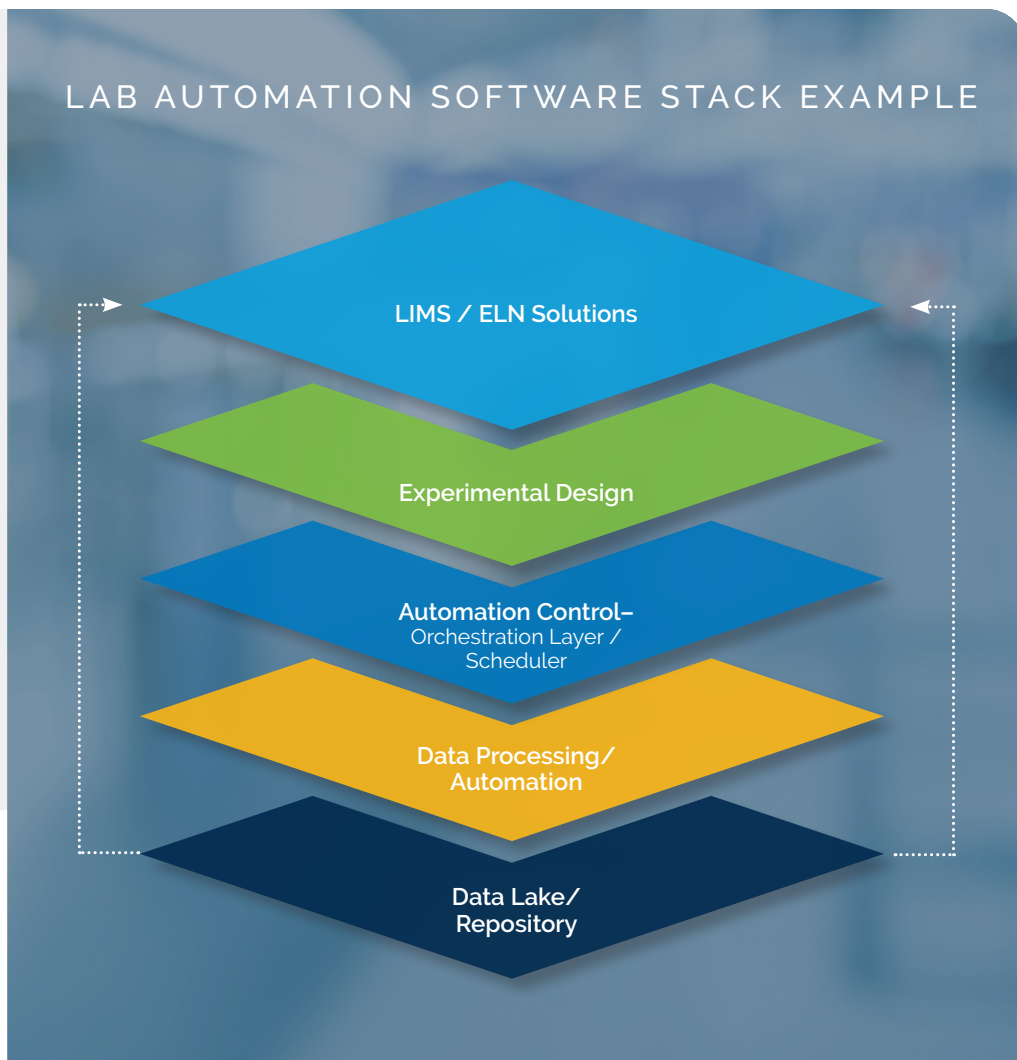 LAB AUTOMATION SOFTWARE STACK EXAMPLE
LIMS / ELN Solutions
Experimental Design
Automation Control–
Orchestration Layer /
Scheduler
Data Processing/
Automation
Data Lake/
Repository